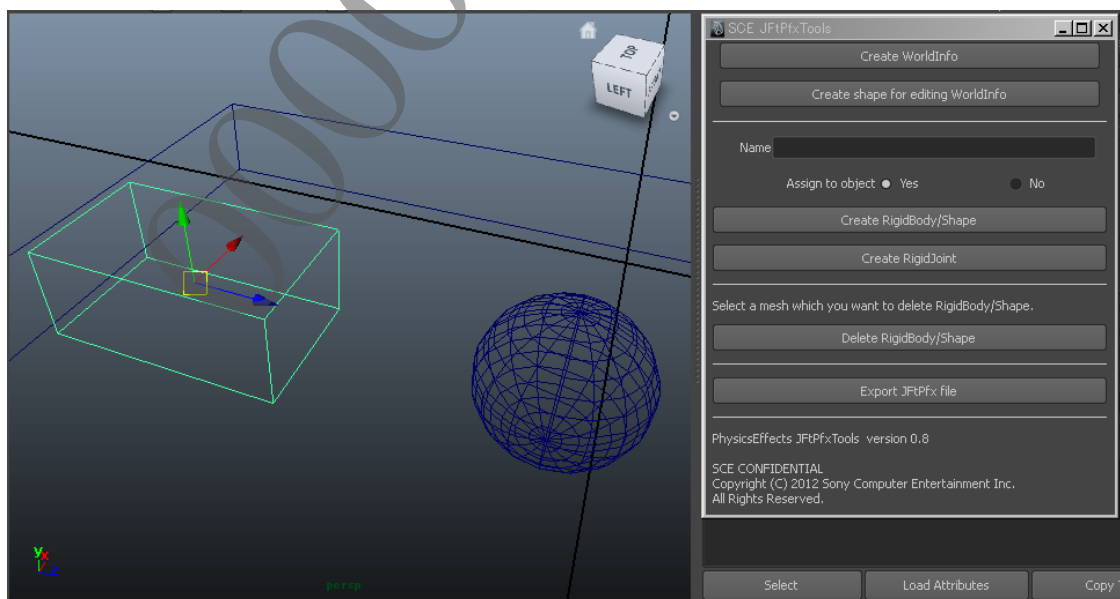 TOP
LEFT
y
x
z
persp
SCE JFtPfxTools
Create WorldInfo
Create shape for editing WorldInfo
Name
Assign to object Yes No
Create RigidBody/Shape
Create RigidJoint
Select a mesh which you want to delete RigidBody/Shape.
Delete RigidBody/Shape
Export JFtPfx file
PhysicsEffects JFtPfxTools version 0.8
SCE CONFIDENTIAL
Copyright (C) 2012 Sony Computer Entertainment Inc.
All Rights Reserved.
Select Load Attributes Copy